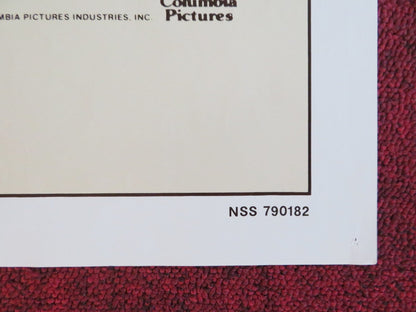 Columbia
MBIA PICTURES INDUSTRIES, INC. Pictures
NSS 790182